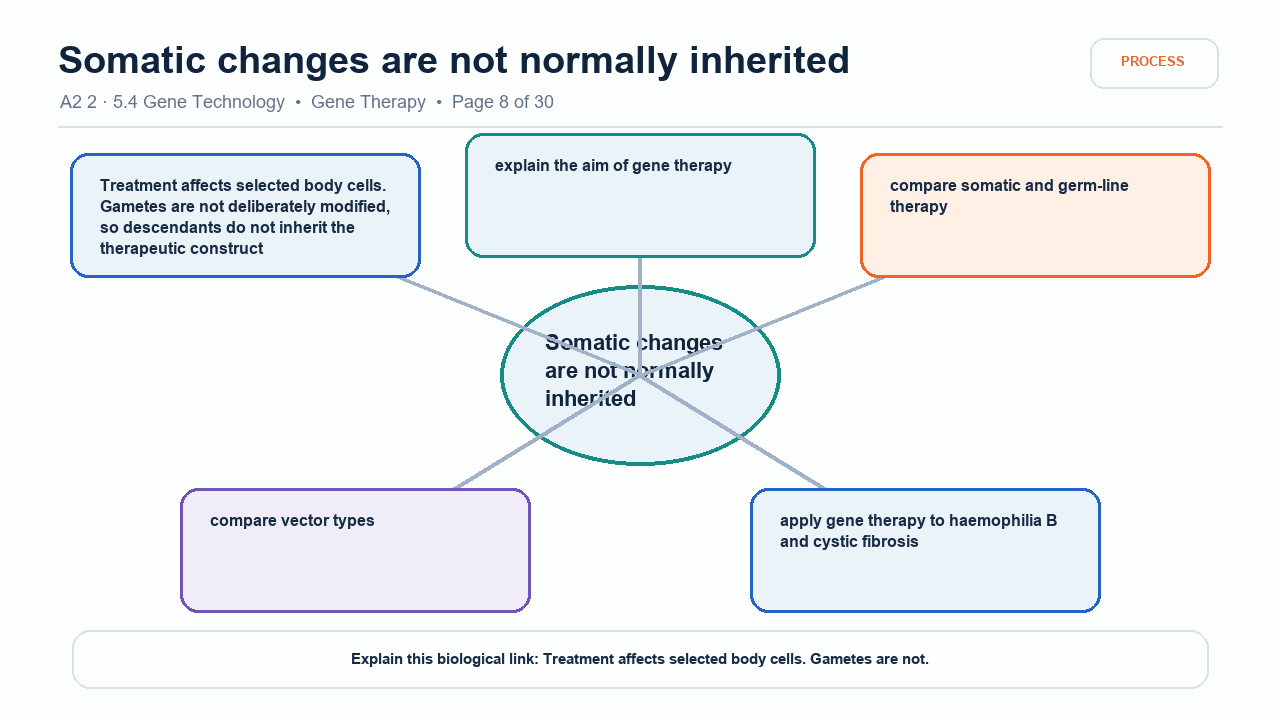 Somatic changes are not normally inherited
PROCESS
A2 2 · 5.4 Gene Technology • Gene Therapy • Page 8 of 30
Treatment affects selected body cells.
Gametes are not deliberately modified,
so descendants do not inherit the
therapeutic construct
explain the aim of gene therapy
compare somatic and germ-line
therapy
Somatic changes
are not normally
inherited
compare vector types
apply gene therapy to haemophilia B
and cystic fibrosis
Explain this biological link: Treatment affects selected body cells. Gametes are not.